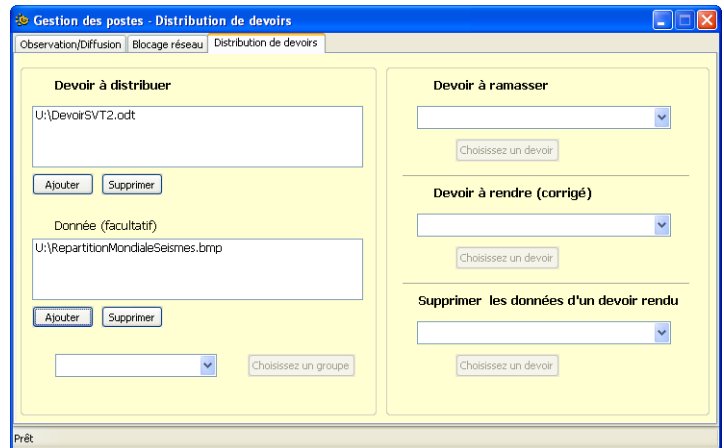 Gestion des postes - Distribution de devoirs
Observation/Diffusion Blocage réseau Distribution de devoirs
Devoir à distribuer
U:\DevoirSVT2.odt
Ajouter Supprimer
Donnée (facultatif)
U:\RepartitionMondialeSeismes.bmp
Ajouter Supprimer
Choisissez un groupe
Devoir à ramasser
Choisissez un devoir
Devoir à rendre (corrigé)
Choisissez un devoir
Supprimer les données d'un devoir rendu
Choisissez un devoir
Prêt